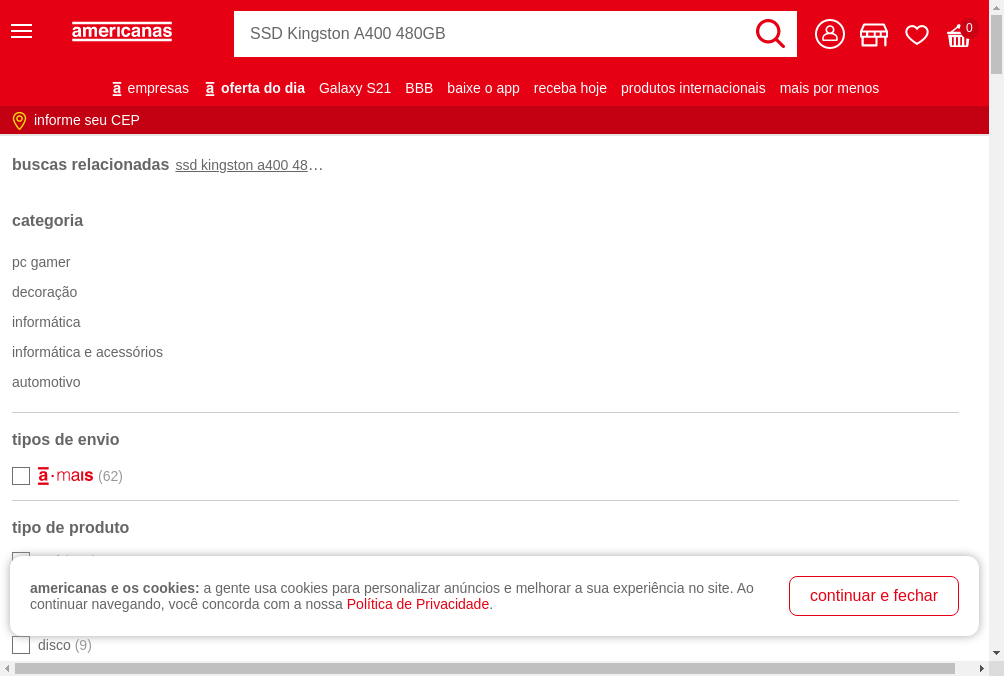 americanas
SSD Kingston A400 480GB
0
a empresas
a oferta do dia
Galaxy S21
BBB
baixe o app
receba hoje
produtos internacionais
mais por menos
informe seu CEP
buscas relacionadas ssd kingston a400 48…
categoria
pc gamer
decoração
informática
informática e acessórios
automotivo
tipos de envio
a·mais (62)
tipo de produto
americanas e os cookies: a gente usa cookies para personalizar anúncios e melhorar a sua experiência no site. Ao
continuar navegando, você concorda com a nossa Política de Privacidade.
continuar e fechar
disco (9)